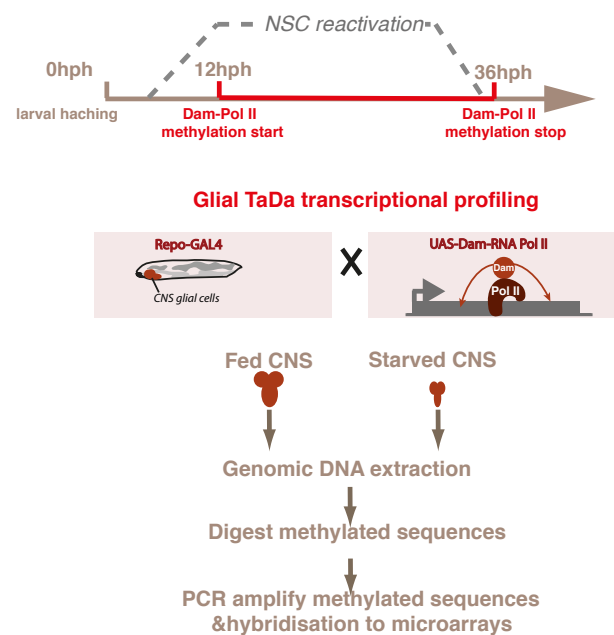 NSC reactivation
0hph
12hph
36hph
larval haching
Dam-Pol II
methylation start
Dam-Pol II
methylation stop
Glial TaDa transcriptional profiling
Repo-GAL4
CNS glial cells
X
UAS-Dam-RNA Pol II
Dam
Pol II
Fed CNS
Starved CNS
Genomic DNA extraction
Digest methylated sequences
PCR amplify methylated sequences
&hybridisation to microarrays